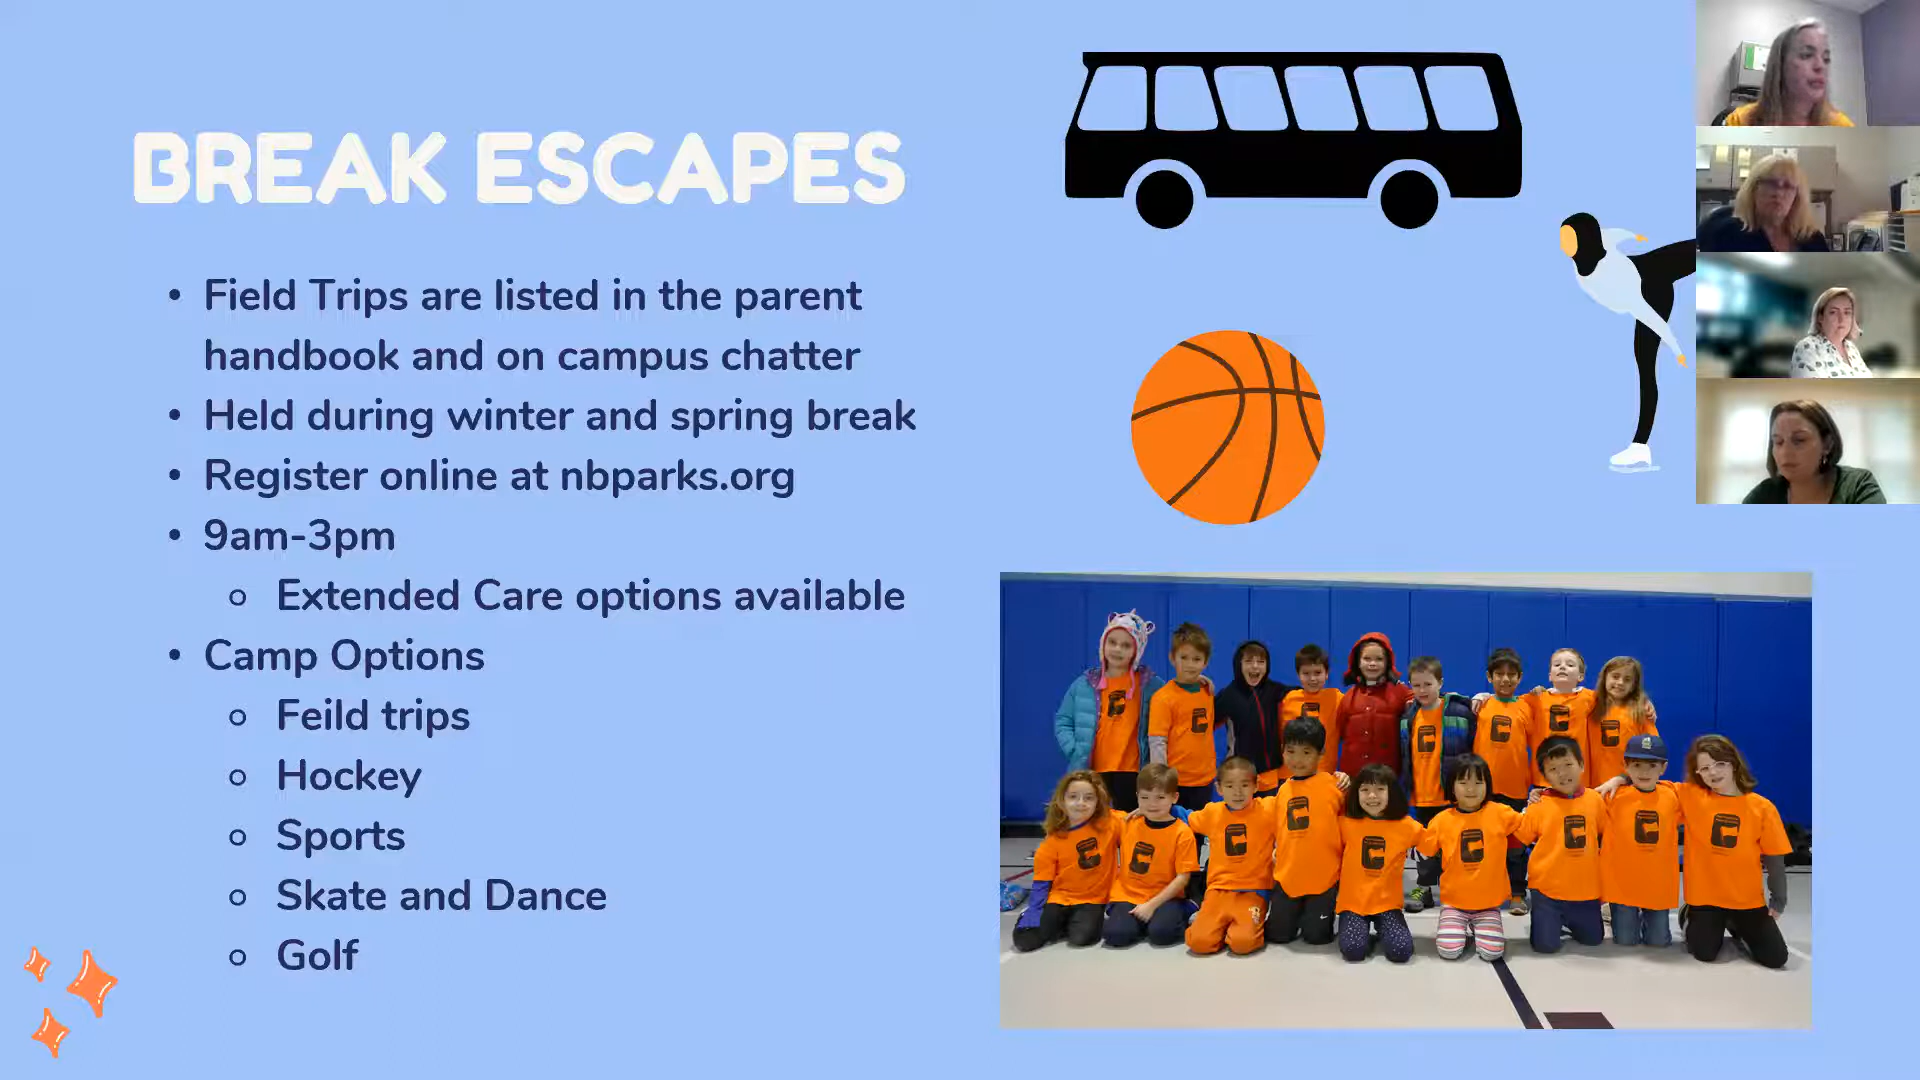 BREAK ESCAPES
• Field Trips are listed in the parent
handbook and on campus chatter
• Held during winter and spring break
• Register online at nbparks.org
• 9am-3pm
○ Extended Care options available
• Camp Options
○ Feild trips
○ Hockey
○ Sports
○ Skate and Dance
○ Golf